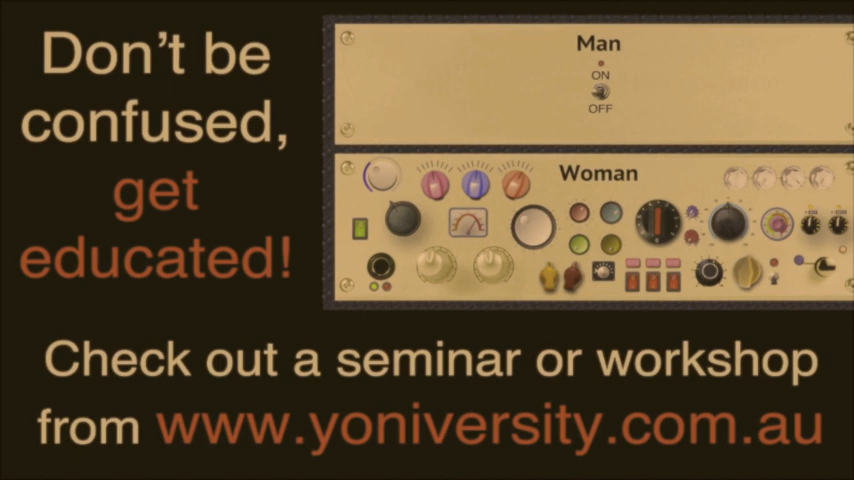 Don't be
confused,
get
educated!
Man
ON
OFF
Woman
Check out a seminar or workshop
from www.yoniversity.com.au